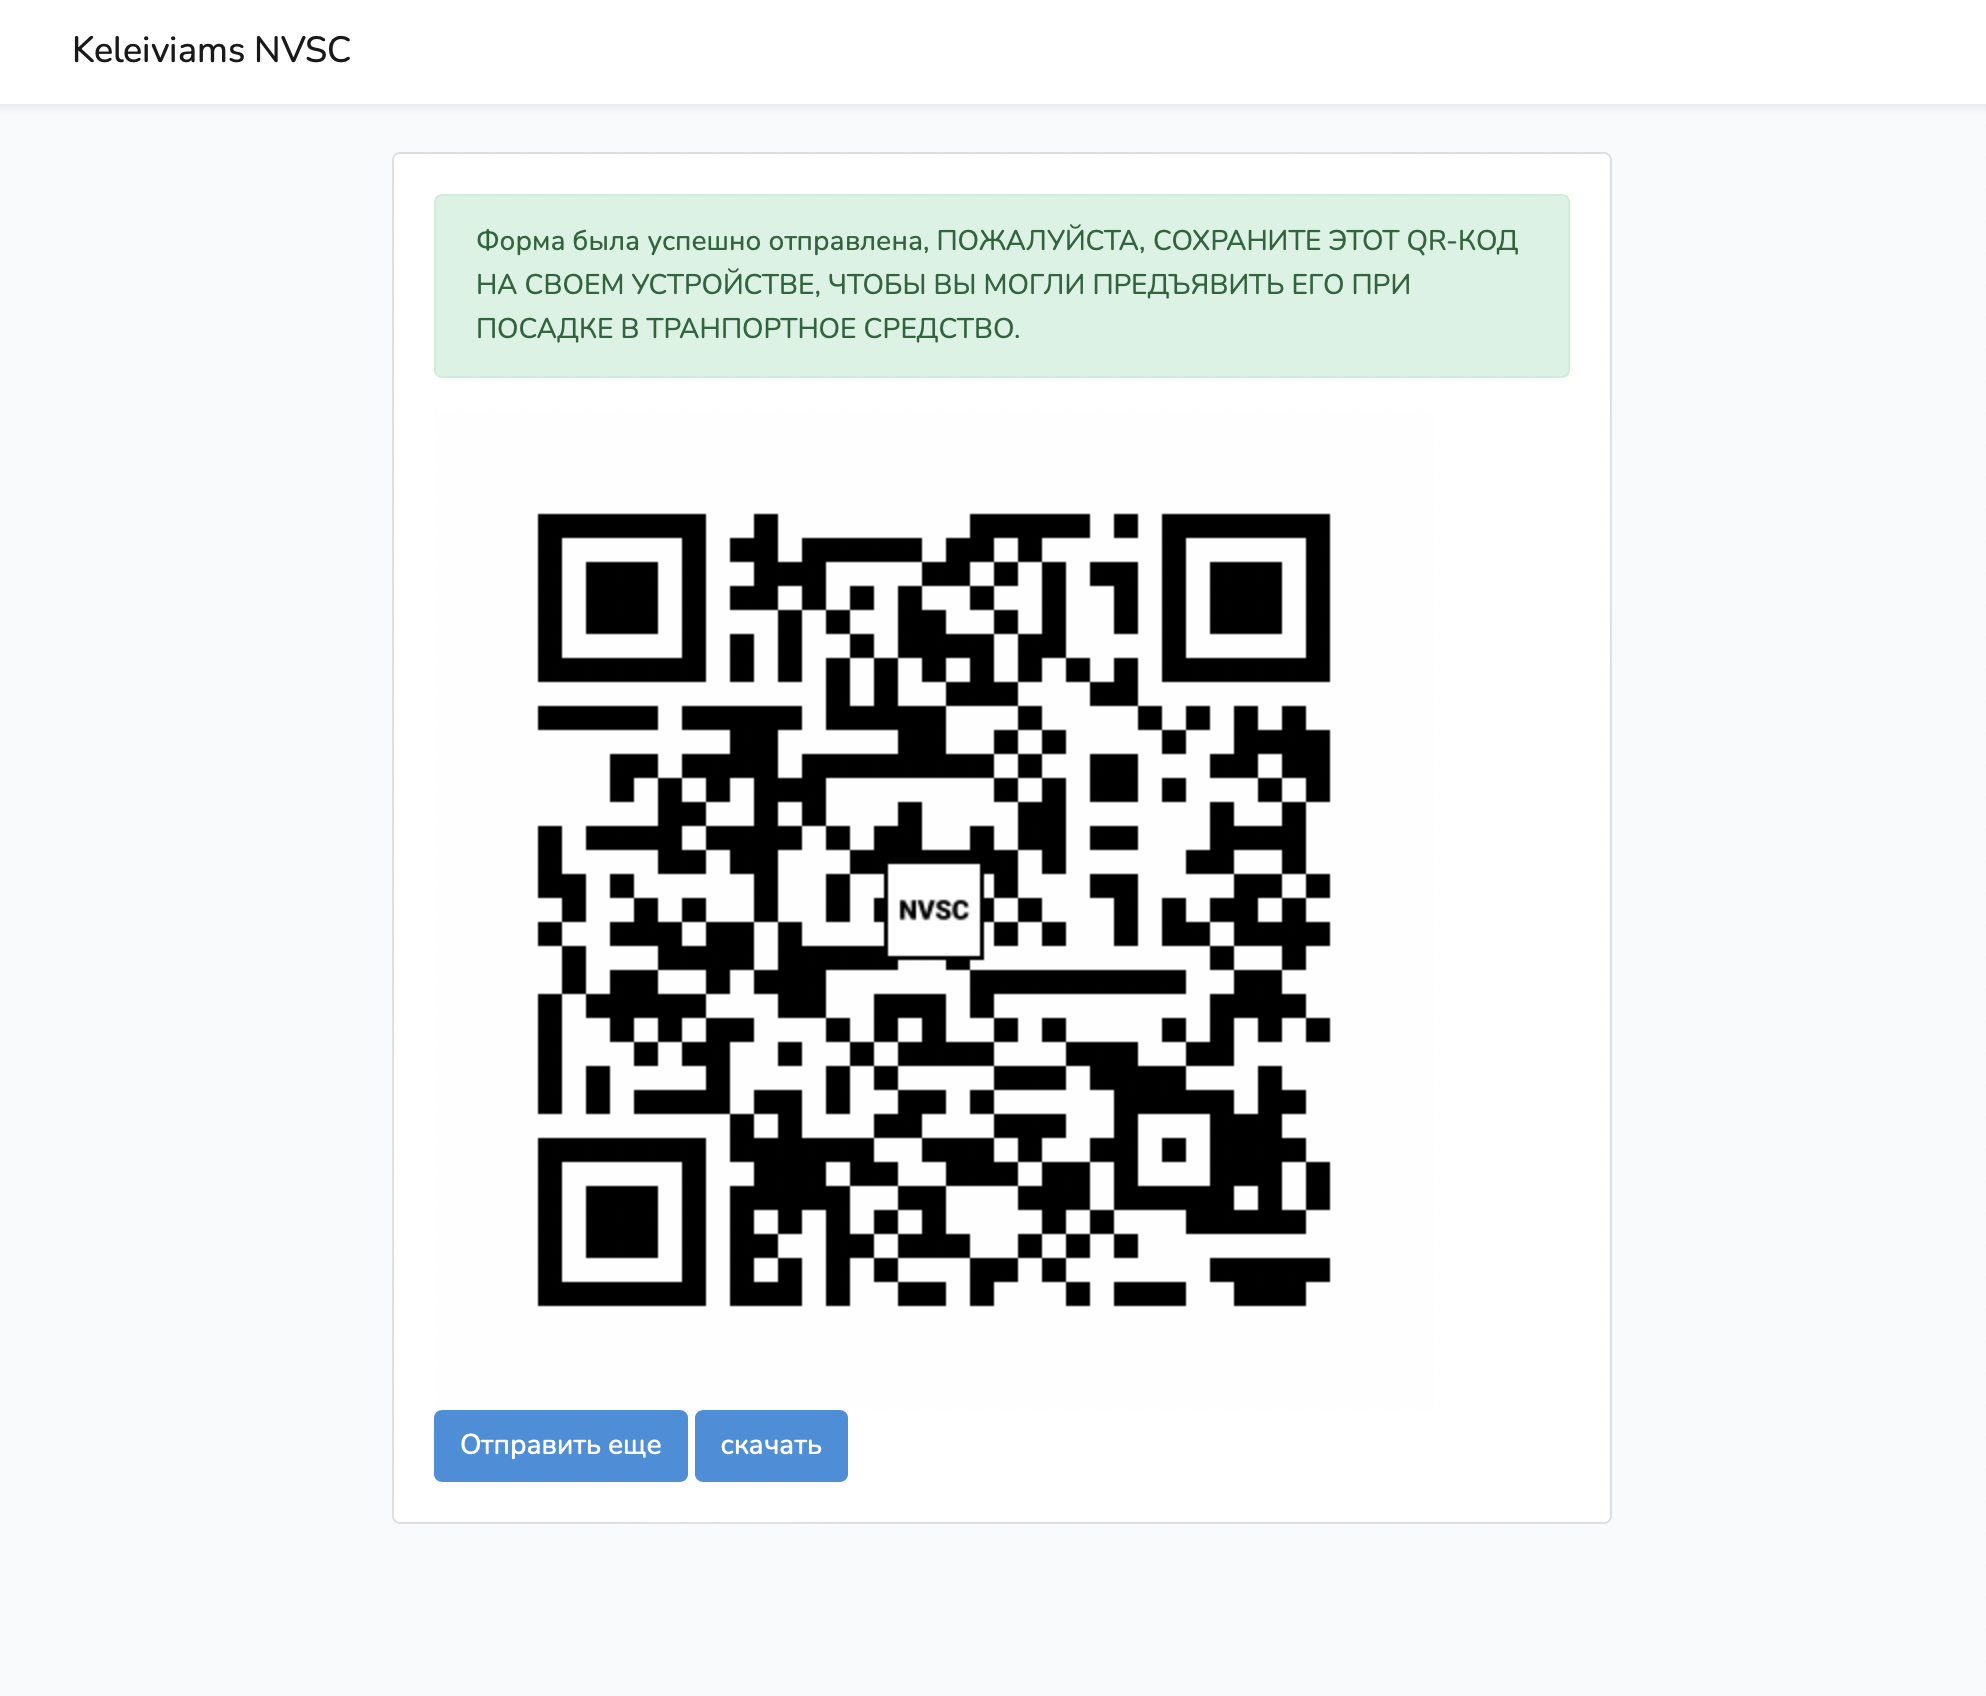 Keleiviams NVSC
Форма была успешно отправлена, ПОЖАЛУЙСТА, СОХРАНИТЕ ЭТОТ QR-КОД
НА СВОЕМ УСТРОЙСТВЕ, ЧТОБЫ ВЫ МОГЛИ ПРЕДЪЯВИТЬ ЕГО ПРИ
ПОСАДКЕ В ТРАНПОРТНОЕ СРЕДСТВО.
NVSC
Отправить еще скачать